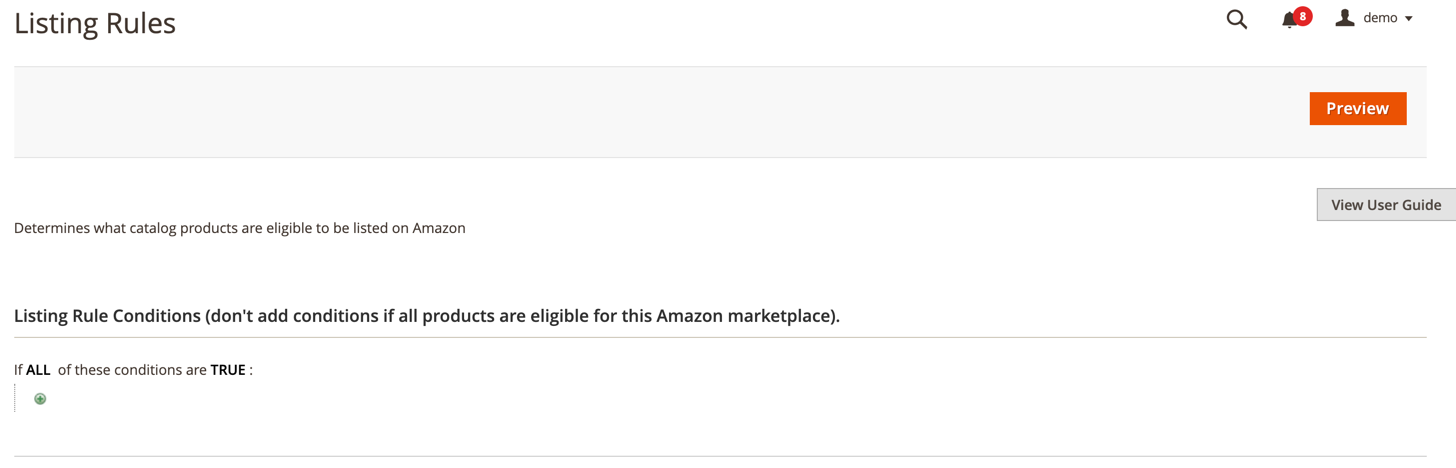 Listing Rules
8
demo
Preview
View User Guide
Determines what catalog products are eligible to be listed on Amazon
Listing Rule Conditions (don't add conditions if all products are eligible for this Amazon marketplace).
If ALL of these conditions are TRUE :